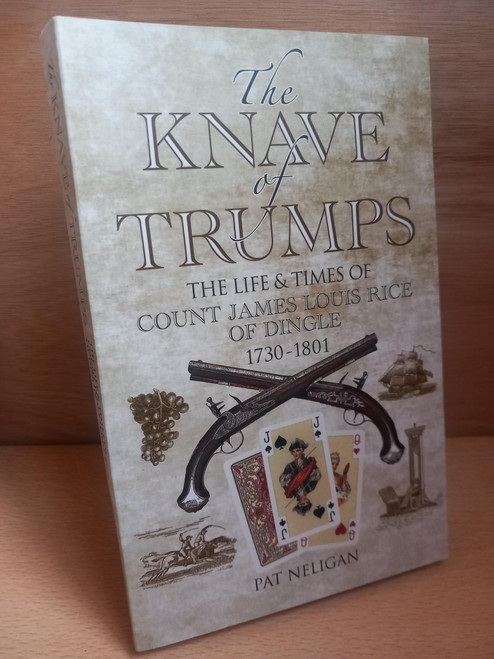 The
KNAVE
of
TRUMPS
THE LIFE & TIMES OF
COUNT JAMES LOUIS RICE
OF DINGLE
1730-1801
J
J
Q
Q
PAT NELIGAN